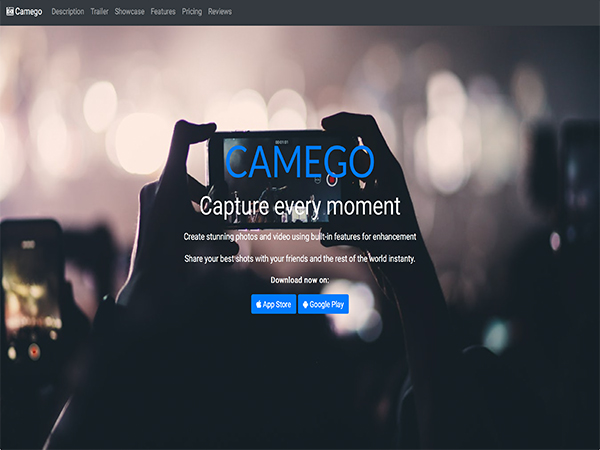 Camego Description Trailer Showcase Features Pricing Reviews
CAMEGO
Capture every moment
Create stunning photos and video using built-in features for enhancement
Share your best shots with your friends and the rest of the world instanty.
Download now on:
App Store Google Play